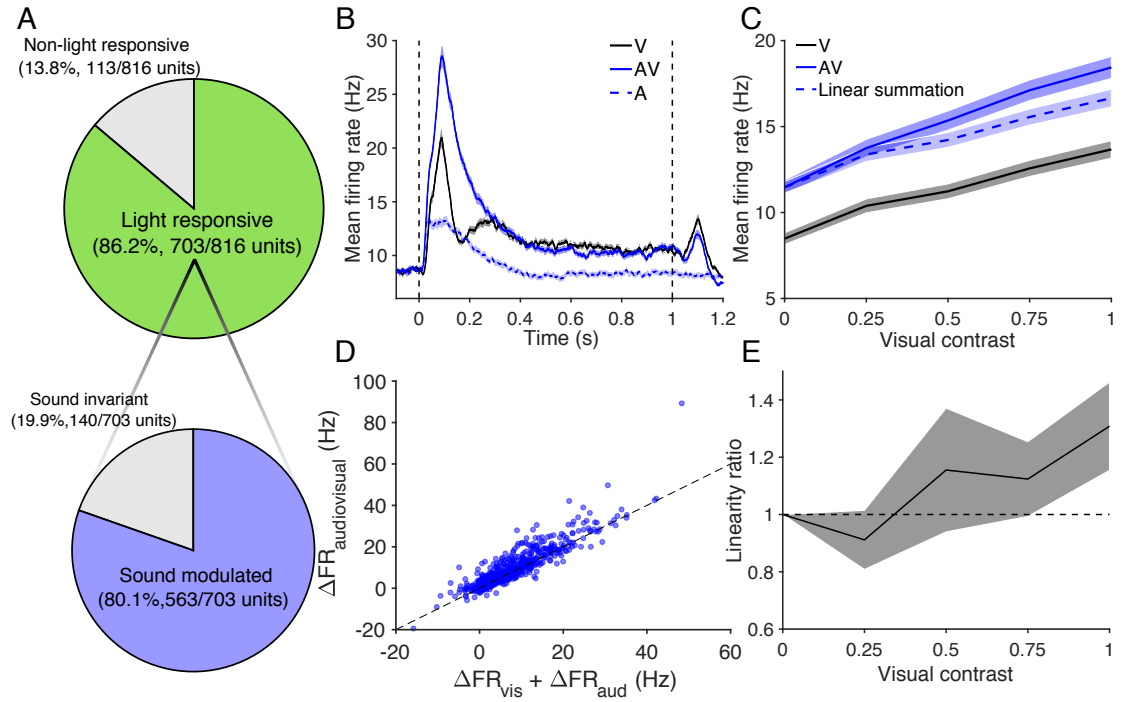 A
Non-light responsive
(13.8%, 113/816 units)
Light responsive
(86.2%, 703/816 units)
Sound invariant
(19.9%,140/703 units)
Sound modulated
(80.1%,563/703 units)
B
Mean firing rate (Hz)
30
25
20
15
10
V
AV
A
0 0.2 0.4 0.6 0.8 1 1.2
Time (s)
C
Mean firing rate (Hz)
20
15
10
5
V
AV
Linear summation
0 0.25 0.5 0.75 1
Visual contrast
D
ΔFRaudiovisual (Hz)
100
80
60
40
20
0
-20
-20 0 20 40 60
ΔFRvis + ΔFRaud (Hz)
E
Linearity ratio
1.4
1.2
1
0.8
0.6
0 0.25 0.5 0.75 1
Visual contrast